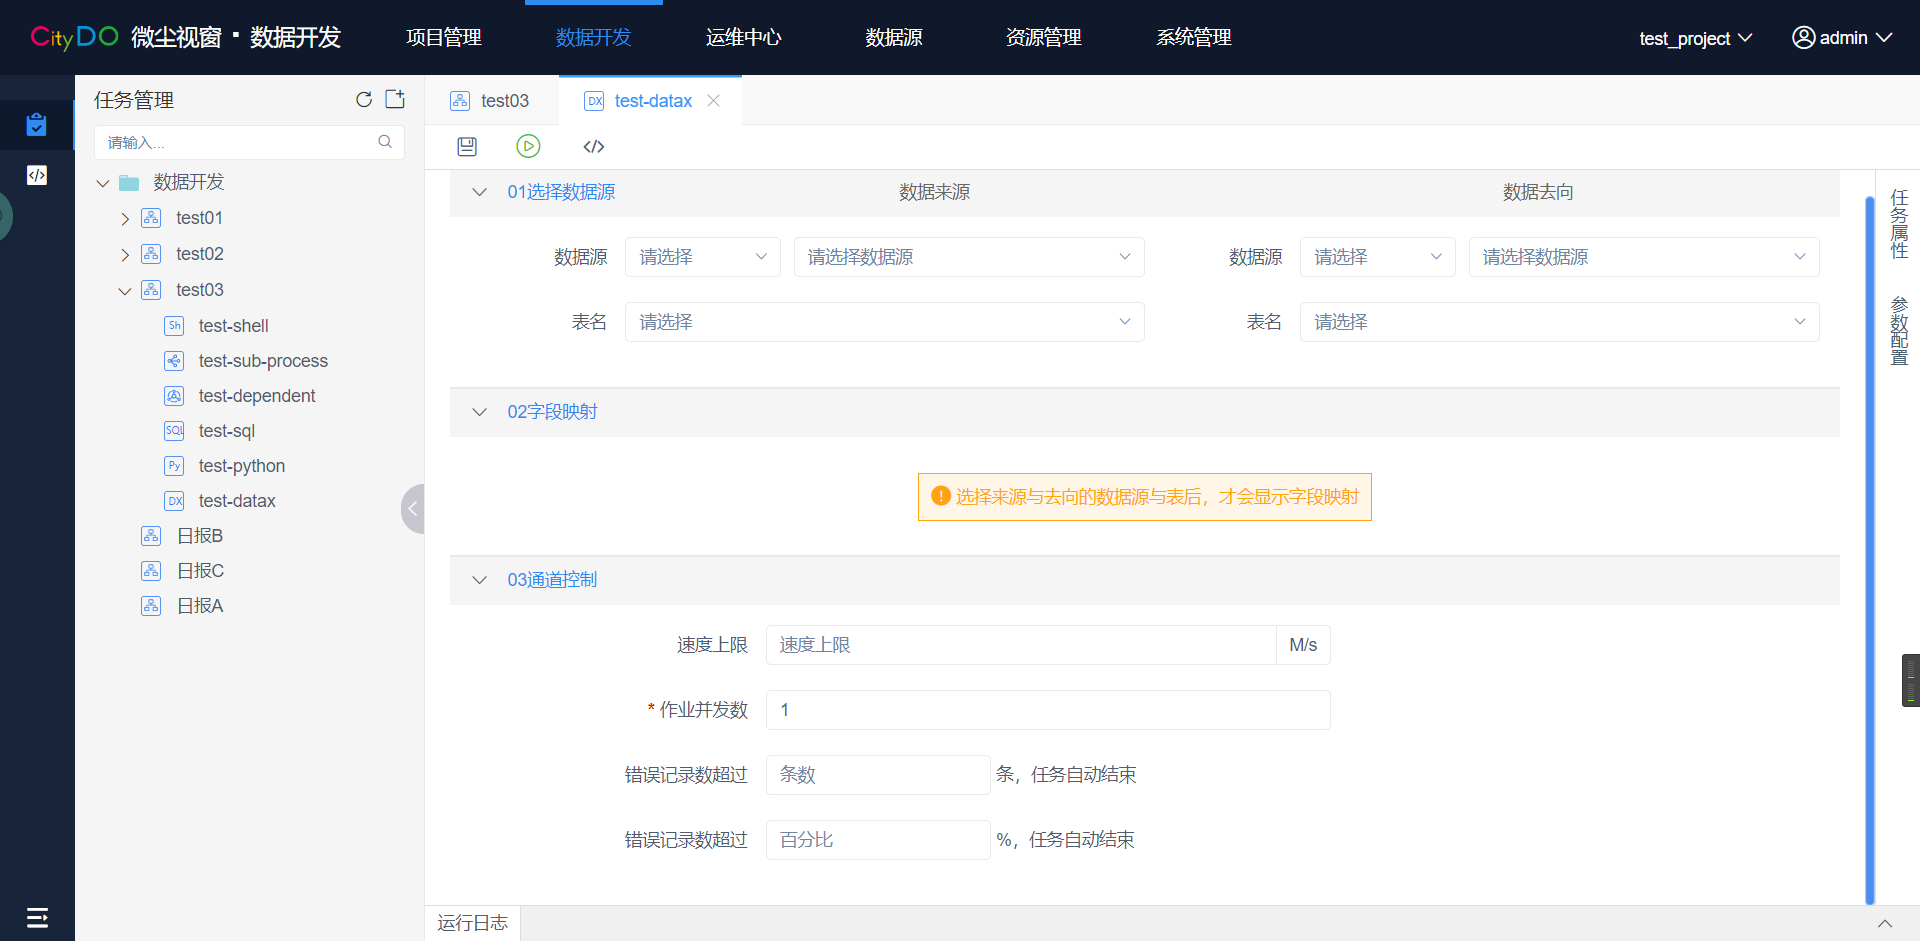 CityDO 微尘视窗 · 数据开发
项目管理
数据开发
运维中心
数据源
资源管理
系统管理
test_project
admin
任务管理
请输入...
数据开发
test01
test02
test03
Sh test-shell
test-sub-process
test-dependent
SQL test-sql
Py test-python
DX test-datax
日报B
日报C
日报A
test03
DX test-datax
01选择数据源
数据来源
数据去向
数据源 请选择 请选择数据源
数据源 请选择 请选择数据源
表名 请选择
表名 请选择
02字段映射
选择来源与去向的数据源与表后，才会显示字段映射
03通道控制
速度上限 速度上限 M/s
* 作业并发数 1
错误记录数超过 条数 条，任务自动结束
错误记录数超过 百分比 %，任务自动结束
任务属性
参数配置
运行日志